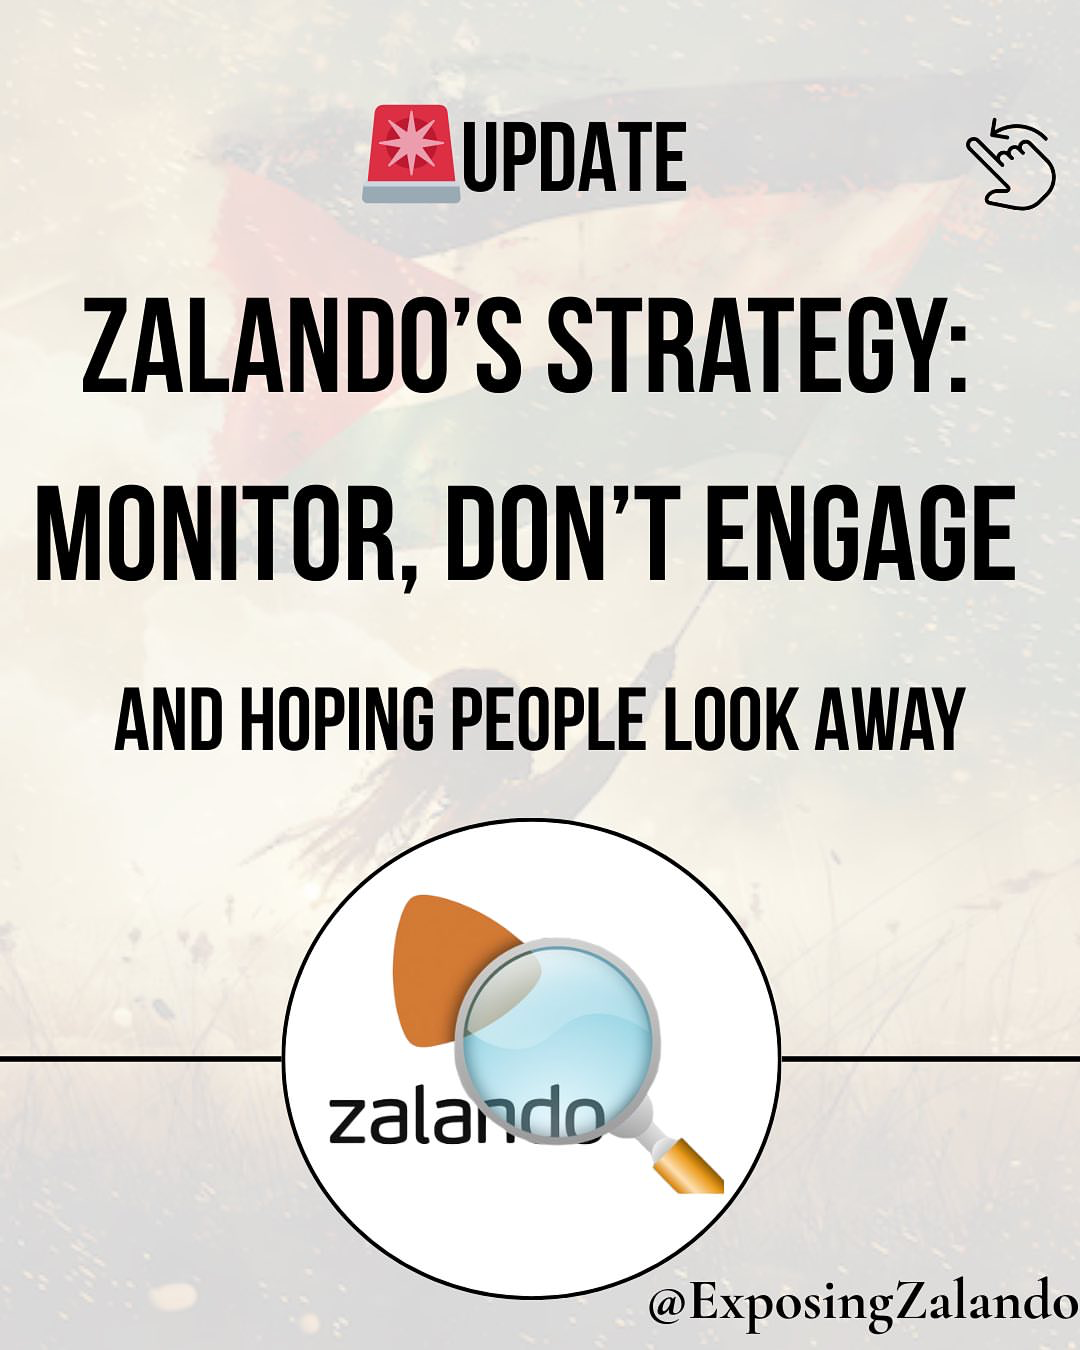 UPDATE
ZALANDO’S STRATEGY:
MONITOR, DON’T ENGAGE
AND HOPING PEOPLE LOOK AWAY
zalando
@ExposingZalando